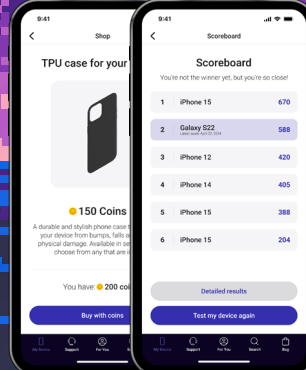 9:41
Shop
TPU case for your
150 Coins
A durable and stylish phone case
your device from bumps, falls
physical damage. Available in
choose from any that are
You have: 200
Buy with coins
My Device
Support
For You
9:41
Scoreboard
Scoreboard
You're not the winner yet, but you're so close!
1 iPhone 15 670
2 Galaxy S22 588
3 iPhone 12 420
4 iPhone 14 405
5 iPhone 15 388
6 iPhone 15 204
Detailed results
Test my device again
My Device
Support
For You
Search
Bag